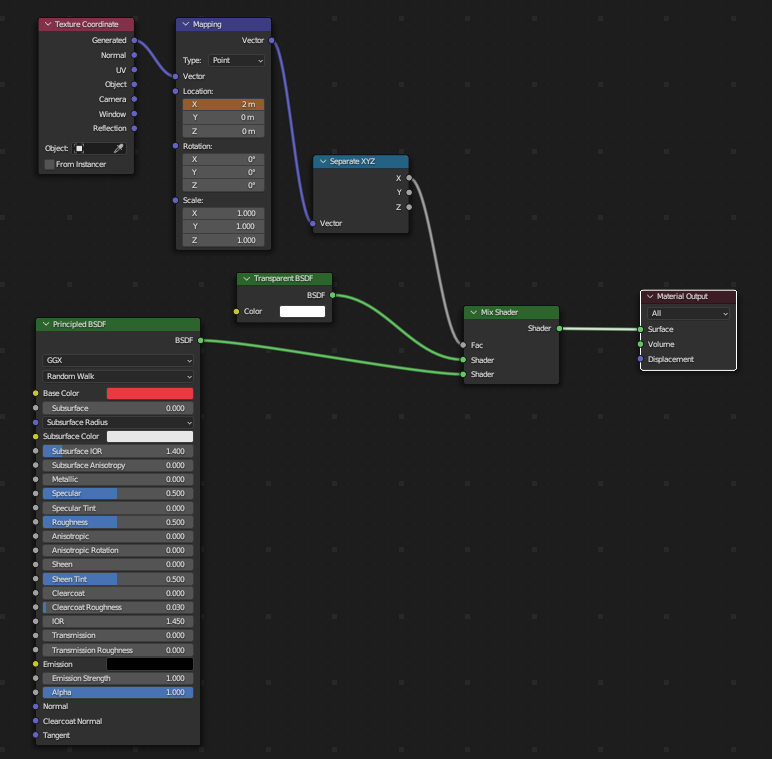 Texture Coordinate
Generated
Normal
UV
Object
Camera
Window
Reflection
Object:
From Instancer
Mapping
Vector
Type: Point
Vector
Location:
X 2 m
Y 0 m
Z 0 m
Rotation:
X 0°
Y 0°
Z 0°
Scale:
X 1.000
Y 1.000
Z 1.000
Separate XYZ
X
Y
Z
Vector
Transparent BSDF
BSDF
Color
Mix Shader
Shader
Fac
Shader
Shader
Material Output
All
Surface
Volume
Displacement
Principled BSDF
BSDF
GGX
Random Walk
Base Color
Subsurface 0.000
Subsurface Radius
Subsurface Color
Subsurface IOR 1.400
Subsurface Anisotropy 0.000
Metallic 0.000
Specular 0.500
Specular Tint 0.000
Roughness 0.500
Anisotropic 0.000
Anisotropic Rotation 0.000
Sheen 0.000
Sheen Tint 0.500
Clearcoat 0.000
Clearcoat Roughness 0.030
IOR 1.450
Transmission 0.000
Transmission Roughness 0.000
Emission
Emission Strength 1.000
Alpha 1.000
Normal
Clearcoat Normal
Tangent